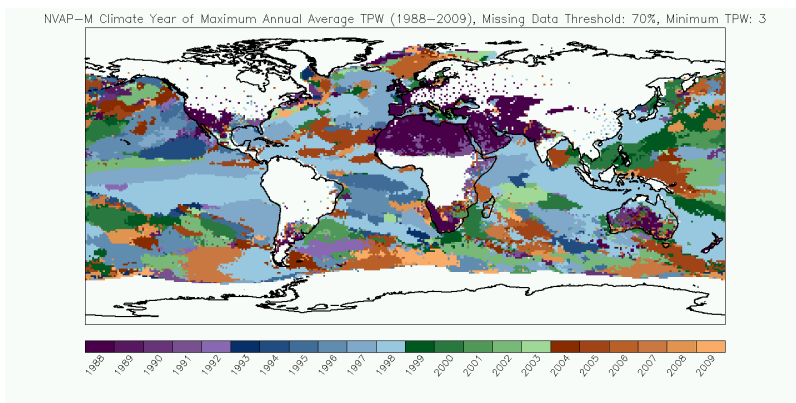 NVAP-M Climate Year of Maximum Annual Average TPW (1988-2009), Missing Data Threshold: 70%, Minimum TPW: 3
1988 1989 1990 1991 1992 1993 1994 1995 1996 1997 1998 1999 2000 2001 2002 2003 2004 2005 2006 2007 2008 2009